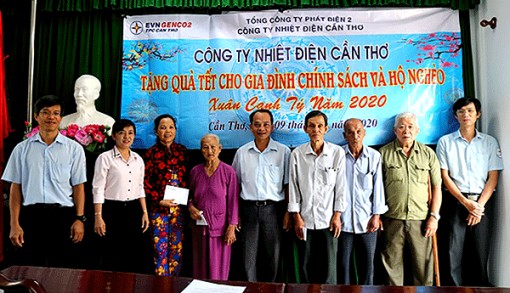 EVNGENCO2
TPC CAN THO
TỔNG CÔNG TY PHÁT ĐIỆN 2
CÔNG TY NHIỆT ĐIỆN CẦN THƠ
CÔNG TY NHIỆT ĐIỆN CẦN THƠ
TẶNG QUÀ TẾT CHO GIA ĐÌNH CHÍNH SÁCH VÀ HỘ NGHÈO
Xuân Canh Tý Năm 2020
Cần Thơ, 09 2020